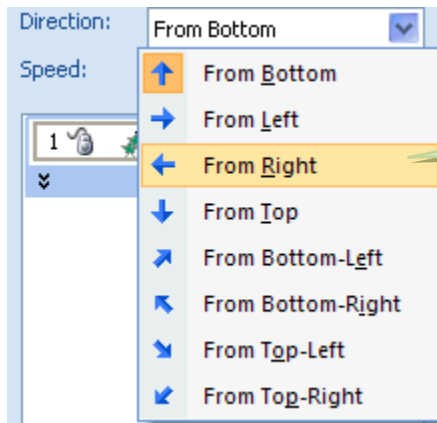 Direction: From Bottom
Speed:
From Bottom
From Left
1
From Right
From Top
From Bottom-Left
From Bottom-Right
From Top-Left
From Top-Right